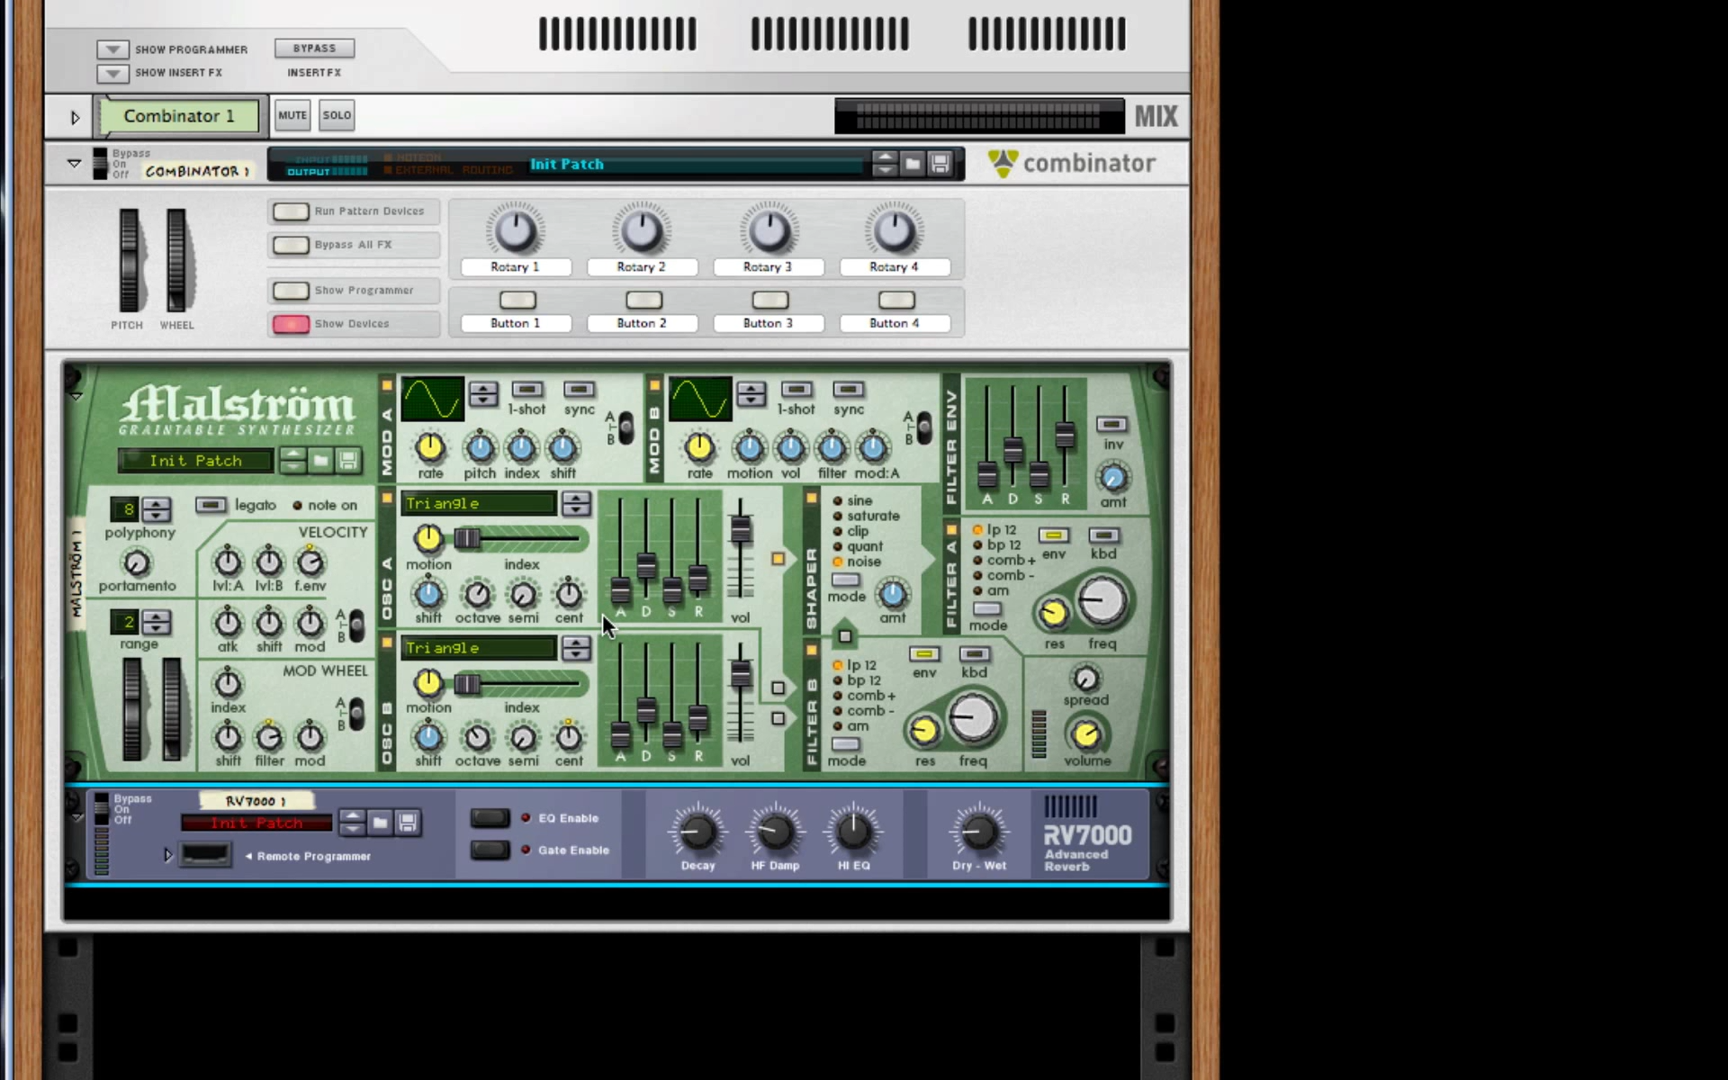 SHOW PROGRAMMER
BYPASS
SHOW INSERT FX
INSERT FX
Combinator 1
MUTE
SOLO
MIX
Bypass
On
Off
COMBINATOR 1
INPUT
OUTPUT
NOTEON
EXTERNAL ROUTING
Init Patch
combinator
PITCH
WHEEL
Run Pattern Devices
Bypass All FX
Show Programmer
Show Devices
Rotary 1
Rotary 2
Rotary 3
Rotary 4
Button 1
Button 2
Button 3
Button 4
Malström
GRAINTABLE SYNTHESIZER
Init Patch
MALSTRÖM 1
8
polyphony
legato
note on
portamento
VELOCITY
lvl:A
lvl:B
f.env
2
range
atk
shift
mod
A
B
MOD WHEEL
index
A
B
shift
filter
mod
MOD A
1-shot
sync
A
B
rate
pitch
index
shift
MOD B
1-shot
sync
A
B
rate
motion
vol
filter
mod:A
FILTER ENV
A
D
S
R
inv
amt
OSC A
Triangle
motion
index
shift
octave
semi
cent
A
D
S
R
vol
OSC B
Triangle
motion
index
shift
octave
semi
cent
A
D
S
R
vol
SHAPER
sine
saturate
clip
quant
noise
mode
amt
FILTER A
lp 12
bp 12
comb +
comb -
am
mode
env
kbd
res
freq
FILTER B
lp 12
bp 12
comb +
comb -
am
mode
env
kbd
res
freq
spread
volume
Bypass
On
Off
RV7000 1
Init Patch
Remote Programmer
EQ Enable
Gate Enable
Decay
HF Damp
HI EQ
Dry - Wet
RV7000
Advanced
Reverb